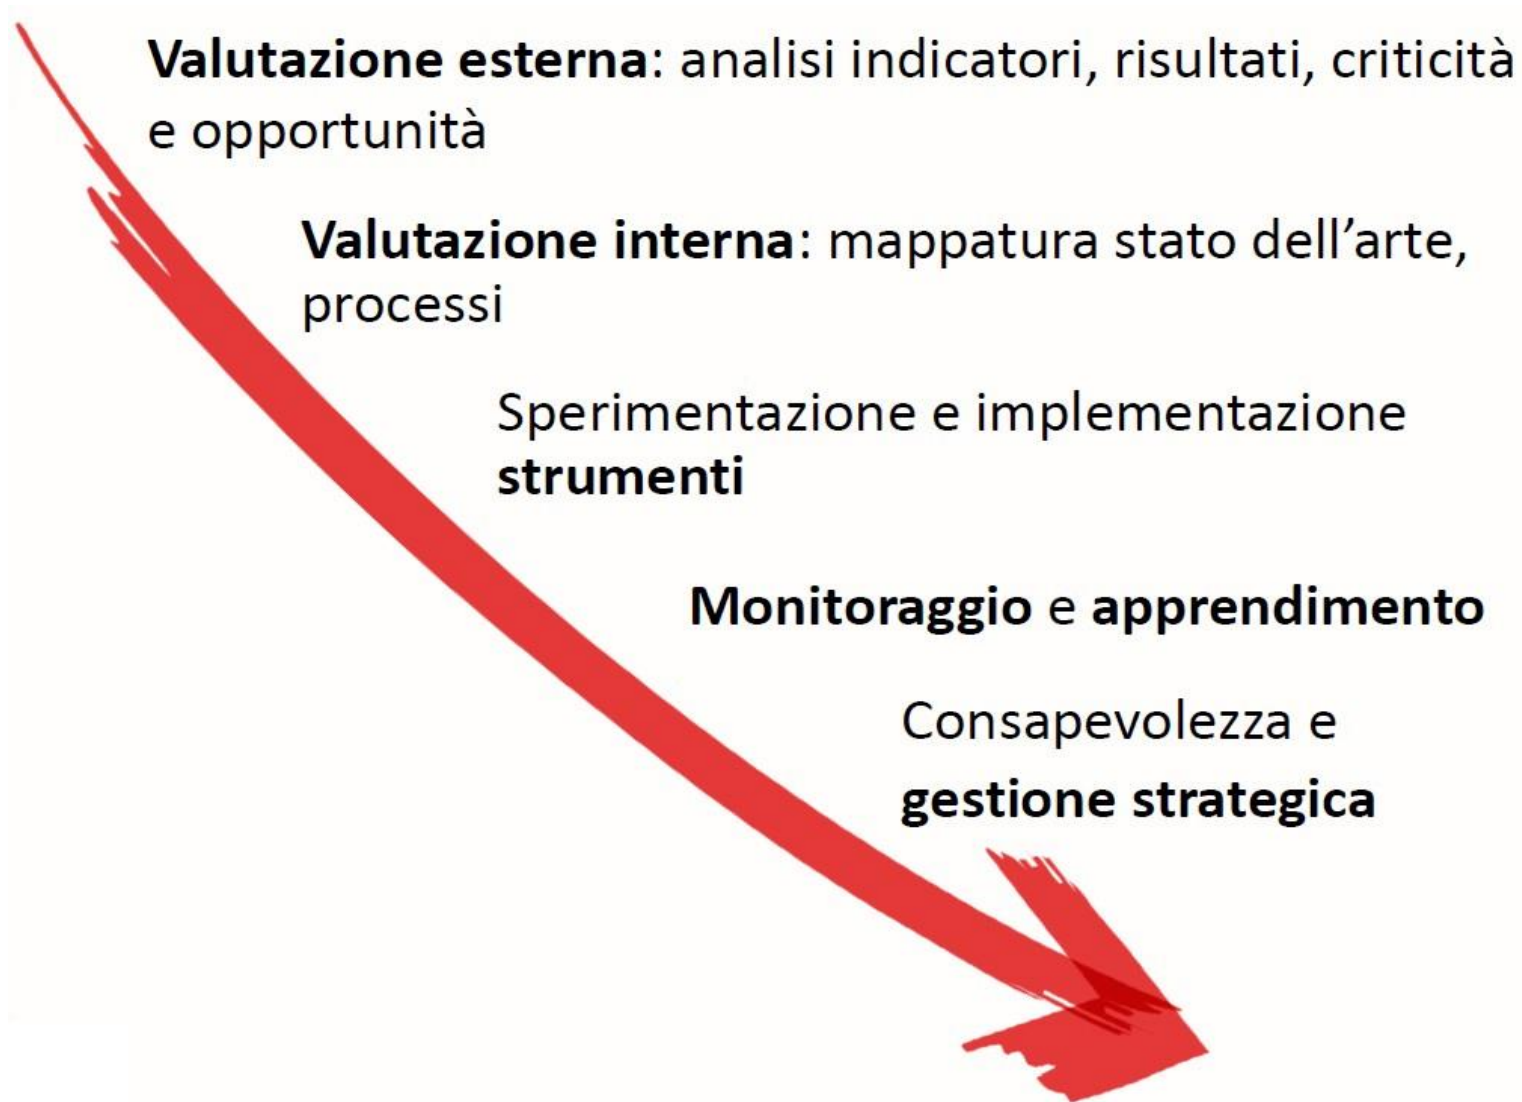 Valutazione esterna: analisi indicatori, risultati, criticità
e opportunità
Valutazione interna: mappatura stato dell’arte,
processi
Sperimentazione e implementazione
strumenti
Monitoraggio e apprendimento
Consapevolezza e
gestione strategica